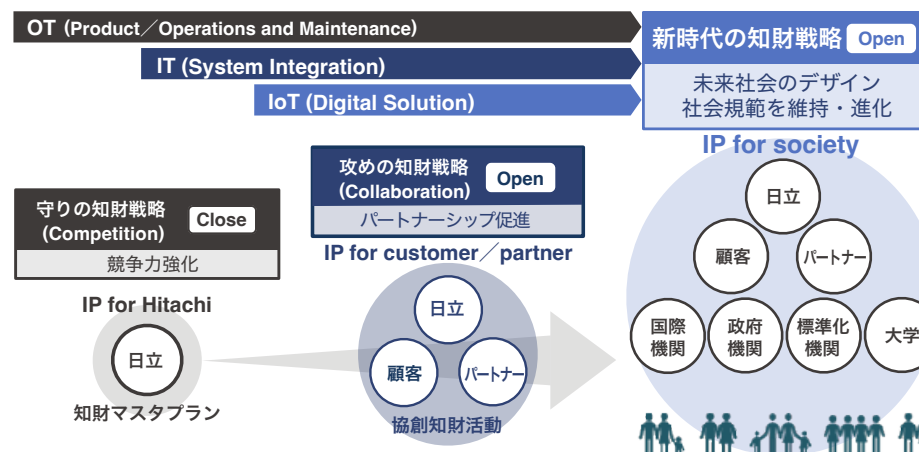 OT (Product／Operations and Maintenance)
IT (System Integration)
IoT (Digital Solution)
新時代の知財戦略 Open
未来社会のデザイン
社会規範を維持・進化
IP for society
日立
顧客
パートナー
国際
機関
政府
機関
標準化
機関
大学
攻めの知財戦略
(Collaboration)
Open
パートナーシップ促進
IP for customer／partner
日立
顧客
パートナー
協創知財活動
守りの知財戦略
(Competition)
Close
競争力強化
IP for Hitachi
日立
知財マスタプラン